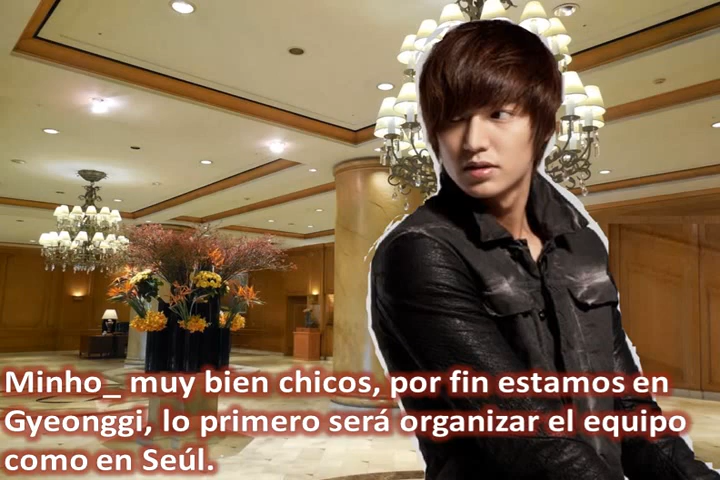 Minho_ muy bien chicos, por fin estamos en
Gyeonggi, lo primero será organizar el equipo
como en Seúl.